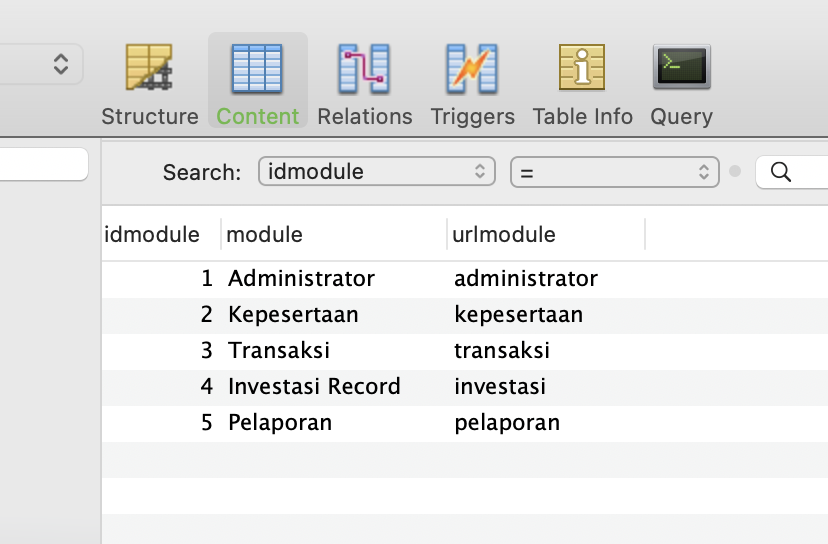 Structure Content Relations Triggers Table Info Query
Search: idmodule =
idmodule module urlmodule
1 Administrator administrator
2 Kepesertaan kepesertaan
3 Transaksi transaksi
4 Investasi Record investasi
5 Pelaporan pelaporan